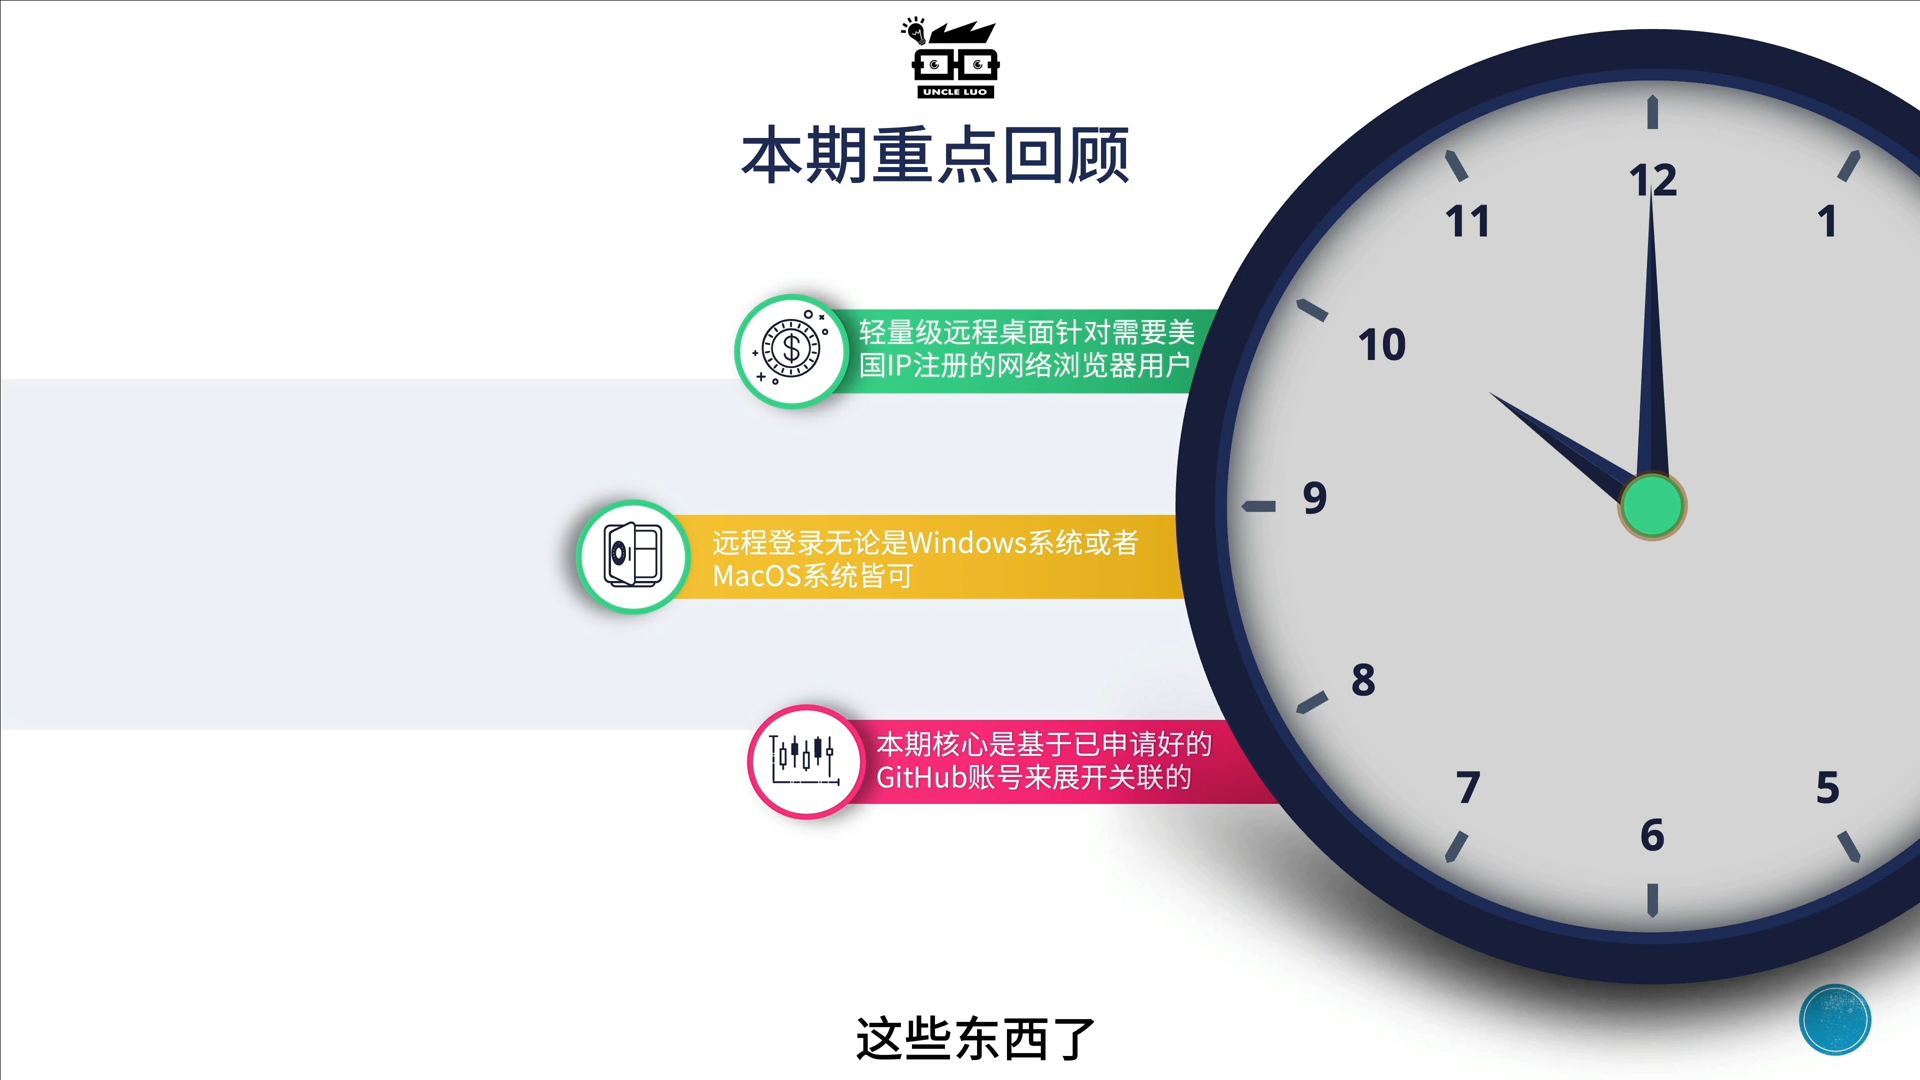 UNCLE LUO
本期重点回顾
轻量级远程桌面针对需要美
国IP注册的网络浏览器用户
远程登录无论是Windows系统或者
MacOS系统皆可
本期核心是基于已申请好的
GitHub账号来展开关联的
12
11
1
10
9
8
7
5
6
这些东西了